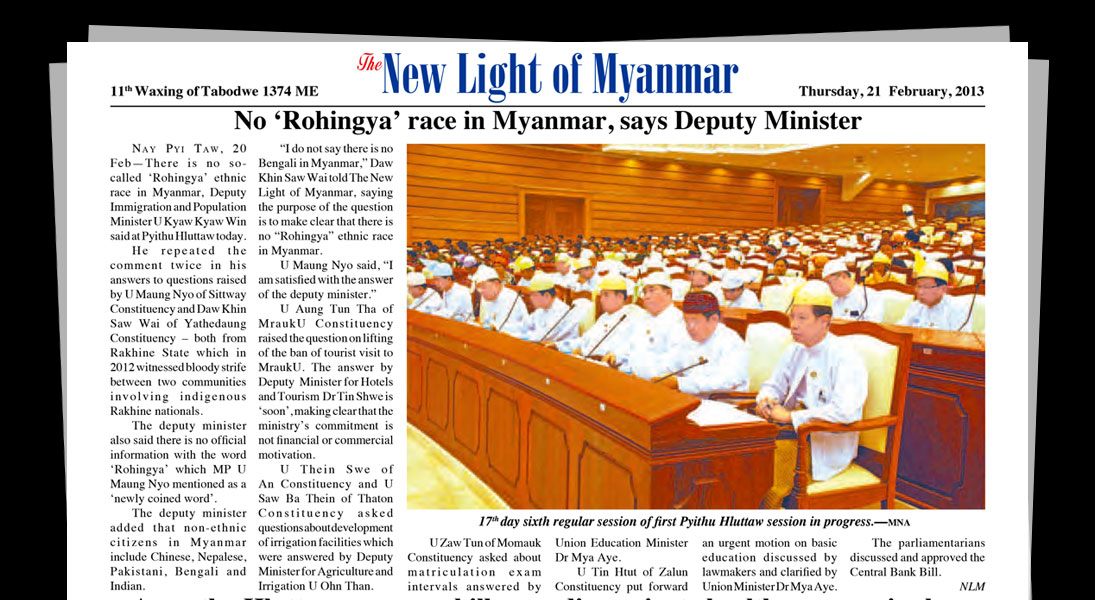 The New Light of Myanmar
11th Waxing of Tabodwe 1374 ME
Thursday, 21 February, 2013
No ‘Rohingya’ race in Myanmar, says Deputy Minister
NAY PYI TAW, 20
Feb—There is no so-
called ‘Rohingya’ ethnic
race in Myanmar, Deputy
Immigration and Population
Minister U Kyaw Kyaw Win
said at Pyithu Hluttaw today.
He repeated the
comment twice in his
answers to questions raised
by U Maung Nyo of Sittway
Constituency and Daw Khin
Saw Wai of Yathedaung
Constituency – both from
Rakhine State which in
2012 witnessed bloody strife
between two communities
involving indigenous
Rakhine nationals.
The deputy minister
also said there is no official
information with the word
‘Rohingya’ which MP U
Maung Nyo mentioned as a
‘newly coined word’.
The deputy minister
added that non-ethnic
citizens in Myanmar
include Chinese, Nepalese,
Pakistani, Bengali and
Indian.
“I do not say there is no
Bengali in Myanmar,” Daw
Khin Saw Wai told The New
Light of Myanmar, saying
the purpose of the question
is to make clear that there is
no “Rohingya” ethnic race
in Myanmar.
U Maung Nyo said, “I
am satisfied with the answer
of the deputy minister.”
U Aung Tun Tha of
MraukU Constituency
raised the question on lifting
of the ban of tourist visit to
MraukU. The answer by
Deputy Minister for Hotels
and Tourism Dr Tin Shwe is
‘soon’, making clear that the
ministry’s commitment is
not financial or commercial
motivation.
U Thein Swe of
An Constituency and U
Saw Ba Thein of Thaton
Constituency asked
questions about development
of irrigation facilities which
were answered by Deputy
Minister for Agriculture and
Irrigation U Ohn Than.
17th day sixth regular session of first Pyithu Hluttaw session in progress.—MNA
U Zaw Tun of Momauk
Constituency asked about
matriculation exam
intervals answered by
Union Education Minister
Dr Mya Aye.
U Tin Htut of Zalun
Constituency put forward
an urgent motion on basic
education discussed by
lawmakers and clarified by
Union Minister Dr Mya Aye.
The parliamentarians
discussed and approved the
Central Bank Bill.
NLM